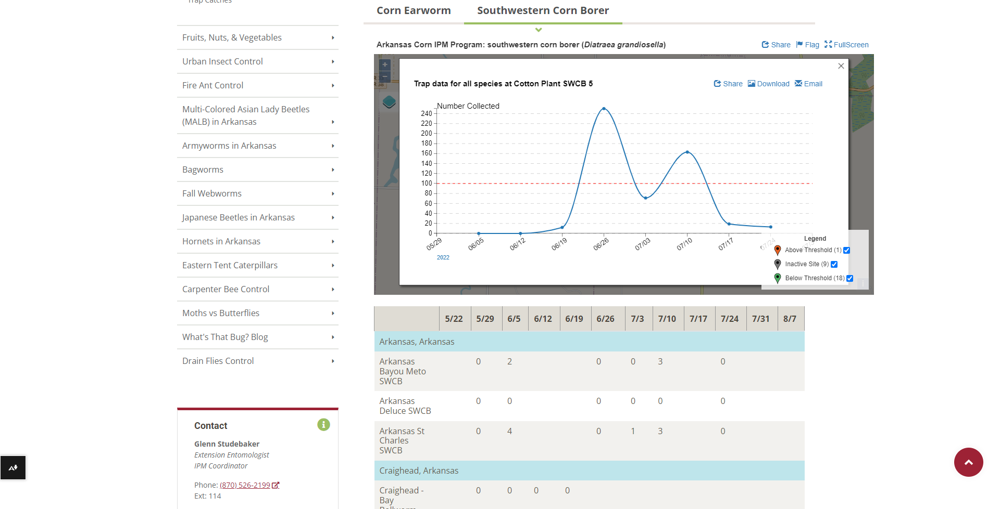 Trap Catches
Fruits, Nuts, & Vegetables
Urban Insect Control
Fire Ant Control
Multi-Colored Asian Lady Beetles
(MALB) in Arkansas
Armyworms in Arkansas
Bagworms
Fall Webworms
Japanese Beetles in Arkansas
Hornets in Arkansas
Eastern Tent Caterpillars
Carpenter Bee Control
Moths vs Butterflies
What's That Bug? Blog
Drain Flies Control
Contact
Glenn Studebaker
Extension Entomologist
IPM Coordinator
Phone: (870) 526-2199
Ext: 114
Corn Earworm Southwestern Corn Borer
Arkansas Corn IPM Program: southwestern corn borer (Diatraea grandiosella) Share Flag FullScreen
+
−
R 38
Trap data for all species at Cotton Plant SWCB 5 Share Download Email
Number Collected
240
220
200
180
160
140
120
100
80
60
40
20
0
05/29 06/05 06/12 06/19 06/26 07/03 07/10 07/17 07/24
2022
Legend
Above Threshold (1)
Inactive Site (9)
Below Threshold (18)
5/22 5/29 6/5 6/12 6/19 6/26 7/3 7/10 7/17 7/24 7/31 8/7
Arkansas, Arkansas
Arkansas 0 2 0 0 3 0
Bayou Meto
SWCB
Arkansas 0 0 0 0 0 0
Deluce SWCB
Arkansas St 0 4 0 1 3 0
Charles
SWCB
Craighead, Arkansas
Craighead - 0 0 0 0
Bay
Bollworm